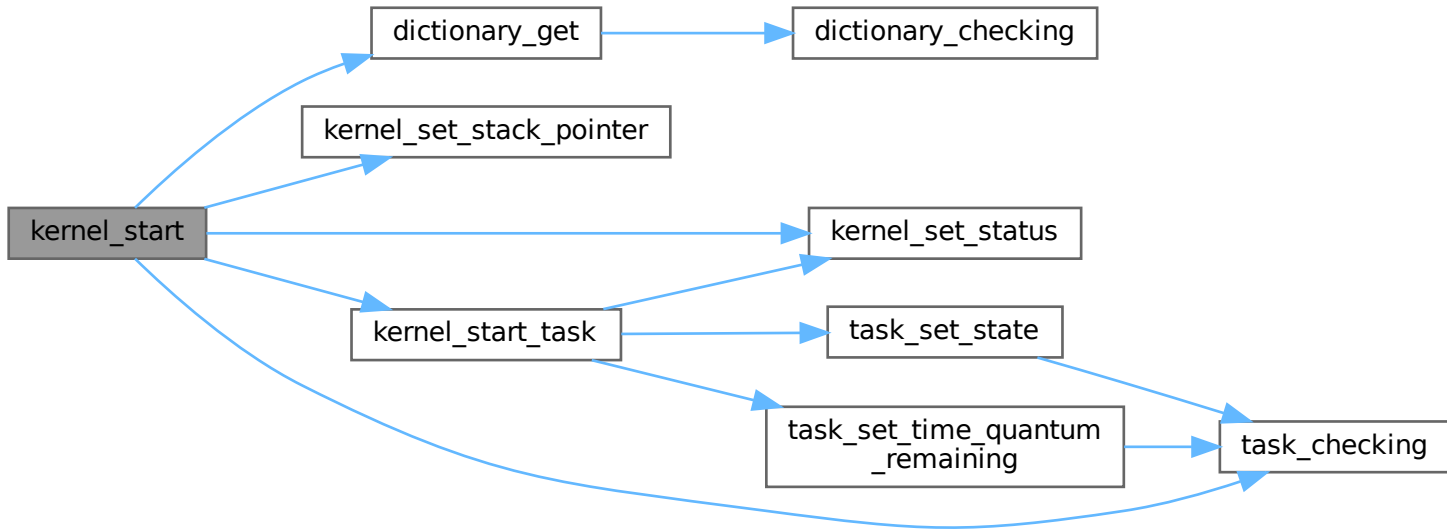 dictionary_get
dictionary_checking
kernel_set_stack_pointer
kernel_start
kernel_set_status
kernel_start_task
task_set_state
task_set_time_quantum
_remaining
task_checking